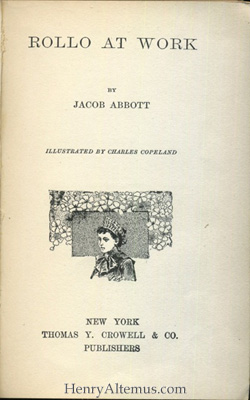 ROLLO AT WORK
BY
JACOB ABBOTT
ILLUSTRATED BY CHARLES COPELAND
NEW YORK
THOMAS Y. CROWELL & CO.
PUBLISHERS
HenryAltemus.com